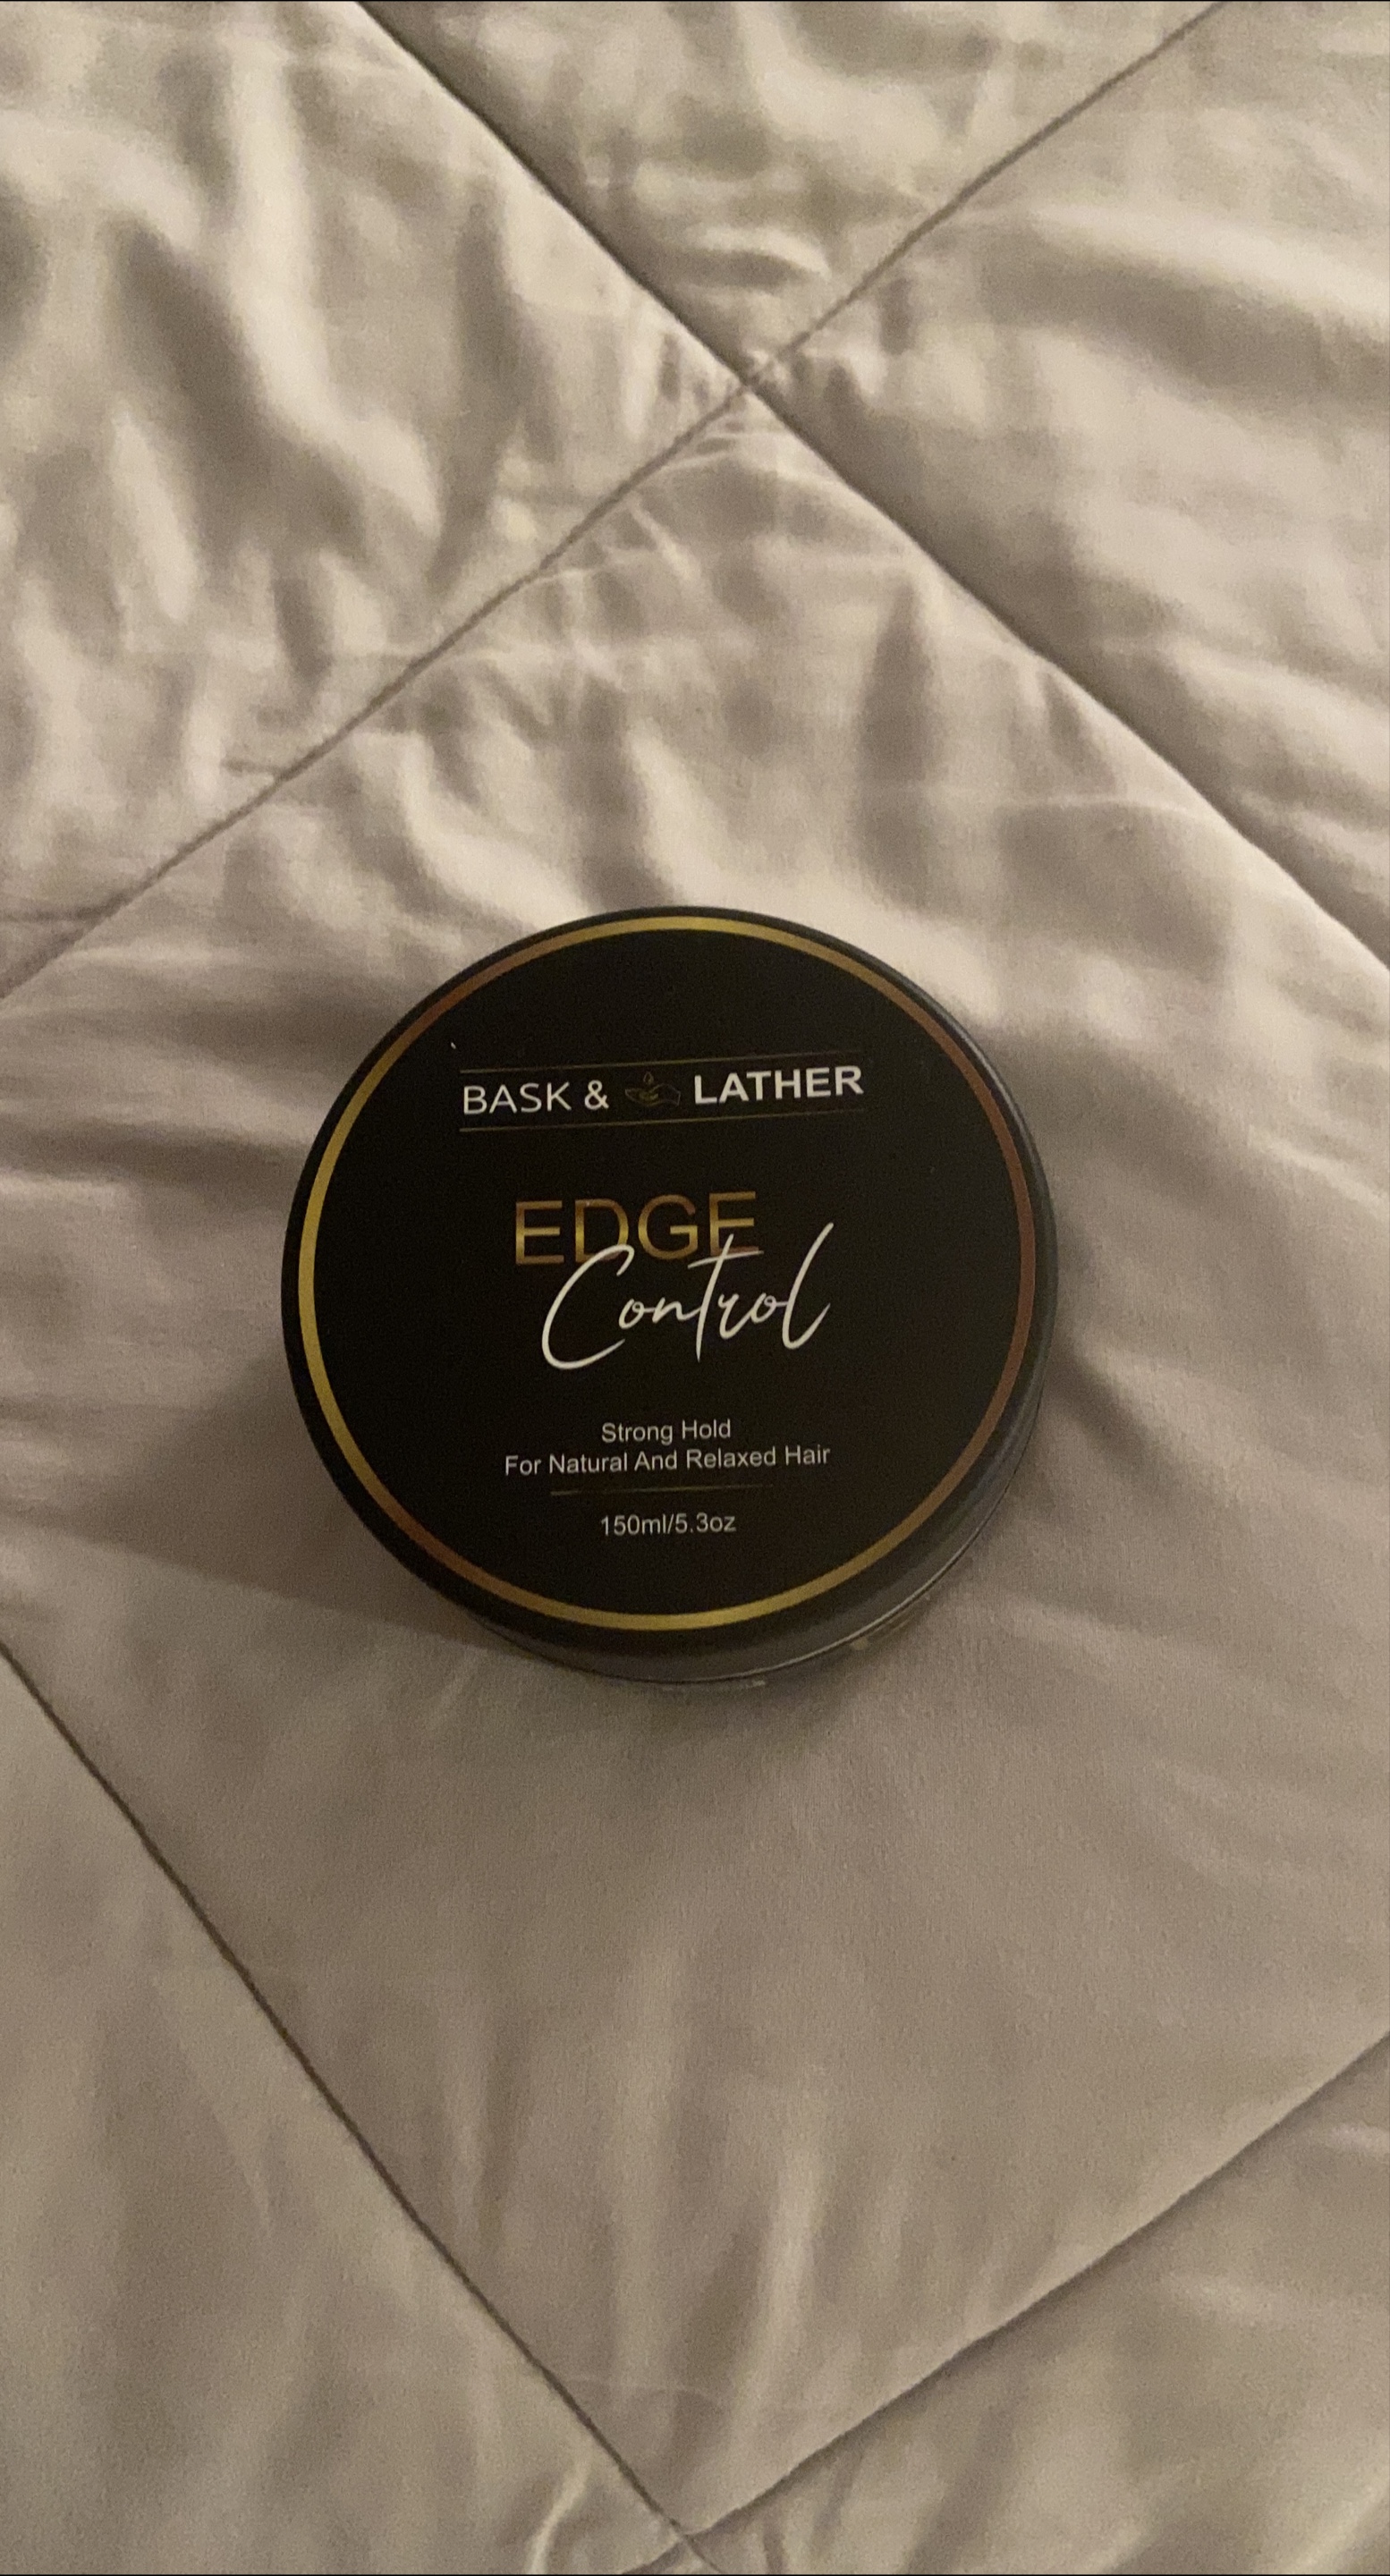 BASK & LATHER
EDGE
Control
Strong Hold
For Natural And Relaxed Hair
150ml/5.3oz